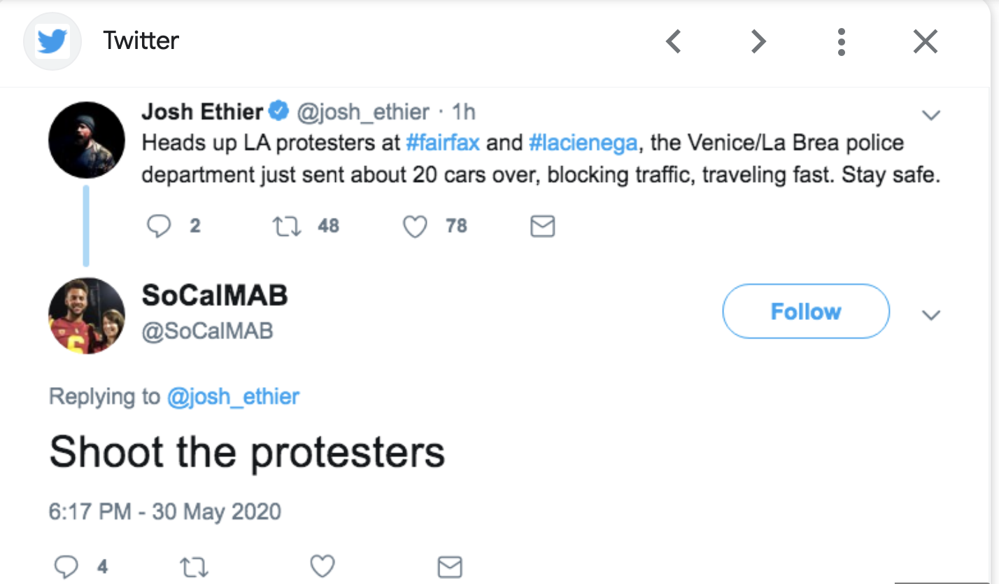 Twitter
Josh Ethier @josh_ethier · 1h
Heads up LA protesters at #fairfax and #lacienega, the Venice/La Brea police
department just sent about 20 cars over, blocking traffic, traveling fast. Stay safe.
2 48 78
SoCalMAB
Follow
@SoCalMAB
Replying to @josh_ethier
Shoot the protesters
6:17 PM - 30 May 2020
4